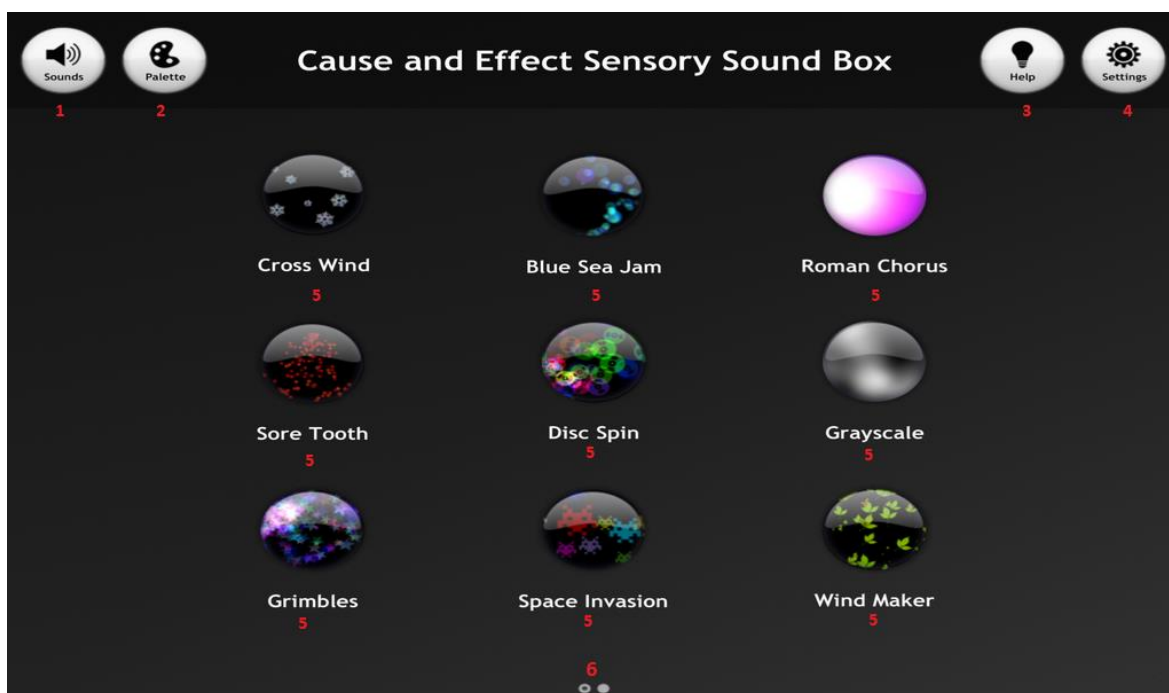 Cause and Effect Sensory Sound Box
Sounds
Palette
Help
Settings
1
2
3
4
Cross Wind
Blue Sea Jam
Roman Chorus
5
5
5
Sore Tooth
Disc Spin
Grayscale
5
5
5
Grimbles
Space Invasion
Wind Maker
5
5
5
6